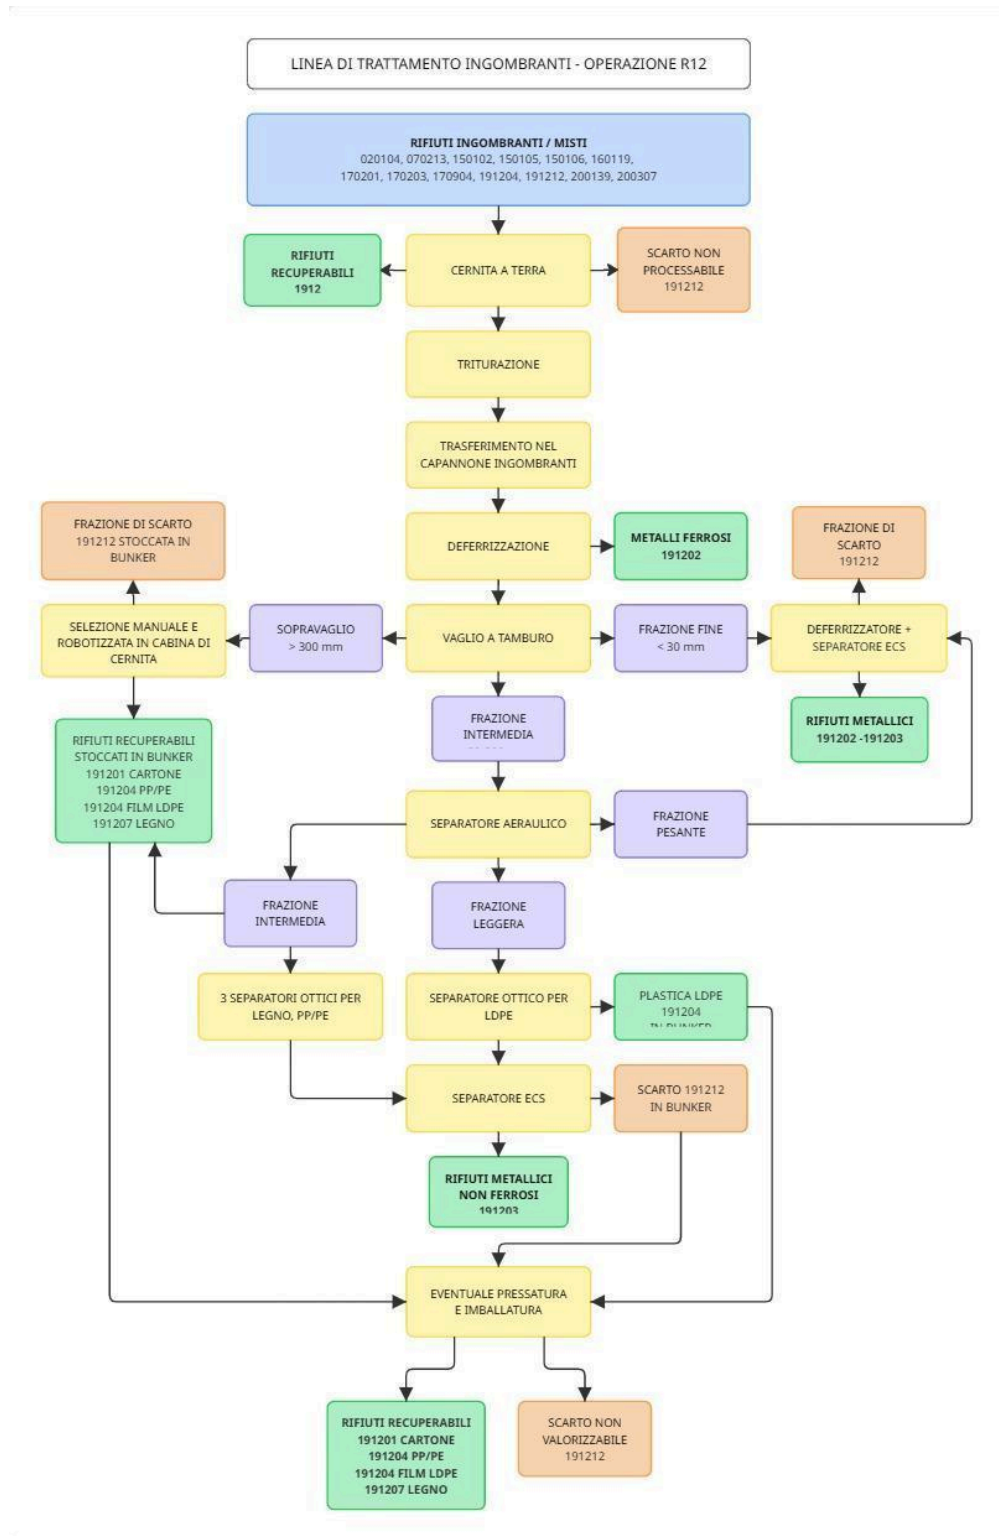 LINEA DI TRATTAMENTO INGOMBRANTI - OPERAZIONE R12
RIFIUTI INGOMBRANTI / MISTI
020104, 070213, 150102, 150105, 150106, 160119,
170201, 170203, 170904, 191204, 191212, 200139, 200307
RIFIUTI
RECUPERABILI
1912
CERNITA A TERRA
SCARTO NON
PROCESSABILE
191212
TRITURAZIONE
TRASFERIMENTO NEL
CAPANNONE INGOMBRANTI
FRAZIONE DI SCARTO
191212 STOCCATA IN
BUNKER
DEFERRIZZAZIONE
METALLI FERROSI
191202
FRAZIONE DI
SCARTO
191212
SELEZIONE MANUALE E
ROBOTIZZATA IN CABINA DI
CERNITA
SOPRAVAGLIO
> 300 mm
VAGLIO A TAMBURO
FRAZIONE FINE
< 30 mm
DEFERRIZZATORE +
SEPARATORE ECS
FRAZIONE
INTERMEDIA
RIFIUTI METALLICI
191202 -191203
RIFIUTI RECUPERABILI
STOCCATI IN BUNKER
191201 CARTONE
191204 PP/PE
191204 FILM LDPE
191207 LEGNO
SEPARATORE AERAULICO
FRAZIONE
PESANTE
FRAZIONE
INTERMEDIA
FRAZIONE
LEGGERA
3 SEPARATORI OTTICI PER
LEGNO, PP/PE
SEPARATORE OTTICO PER
LDPE
PLASTICA LDPE
191204
IN BUNKER
SEPARATORE ECS
SCARTO 191212
IN BUNKER
RIFIUTI METALLICI
NON FERROSI
191203
EVENTUALE PRESSATURA
E IMBALLATURA
RIFIUTI RECUPERABILI
191201 CARTONE
191204 PP/PE
191204 FILM LDPE
191207 LEGNO
SCARTO NON
VALORIZZABILE
191212